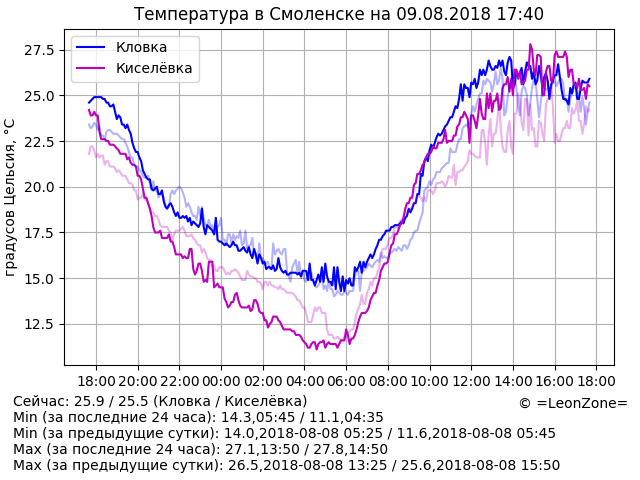 Температура в Смоленске на 09.08.2018 17:40
Кловка
Киселёвка
градусов Цельсия, °C
27.5
25.0
22.5
20.0
17.5
15.0
12.5
18:00 20:00 22:00 00:00 02:00 04:00 06:00 08:00 10:00 12:00 14:00 16:00 18:00
Сейчас: 25.9 / 25.5 (Кловка / Киселёвка)
© =LeonZone=
Min (за последние 24 часа): 14.3,05:45 / 11.1,04:35
Min (за предыдущие сутки): 14.0,2018-08-08 05:25 / 11.6,2018-08-08 05:45
Max (за последние 24 часа): 27.1,13:50 / 27.8,14:50
Max (за предыдущие сутки): 26.5,2018-08-08 13:25 / 25.6,2018-08-08 15:50